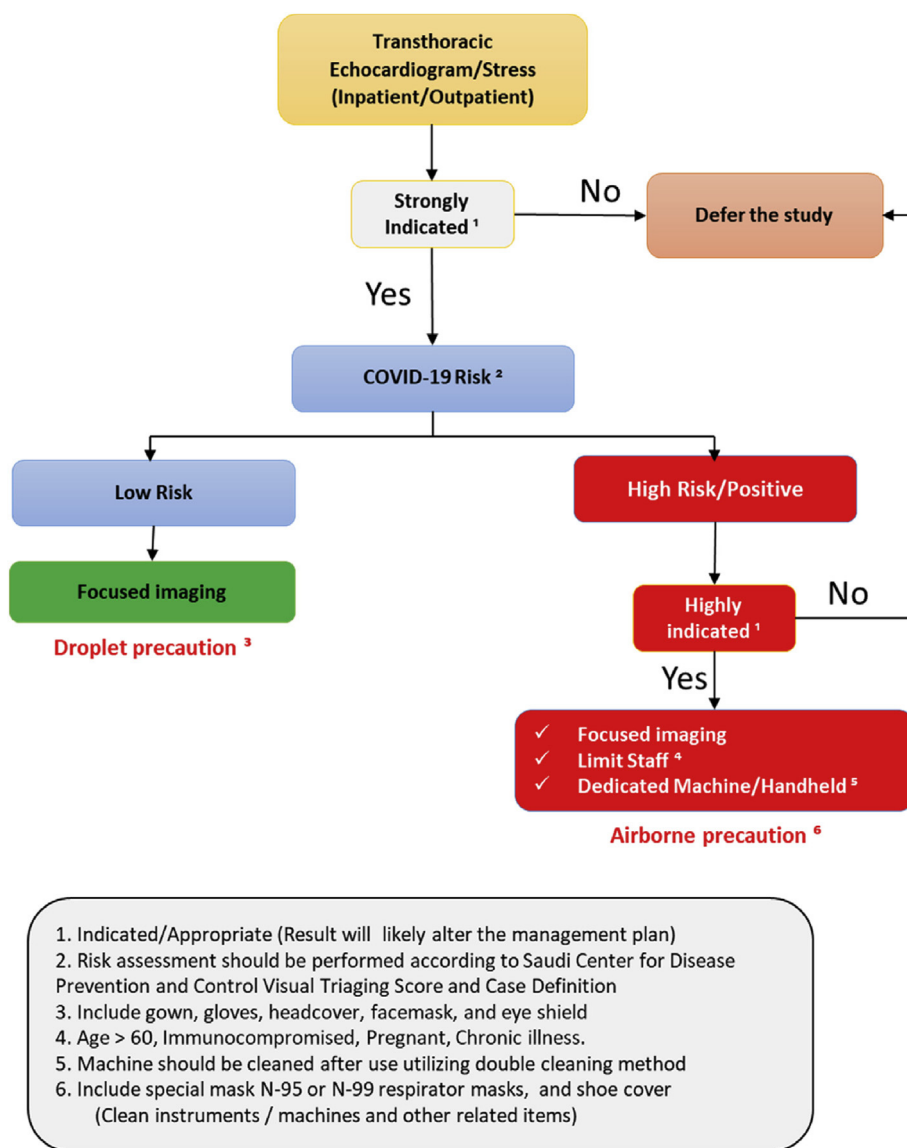 Transthoracic
Echocardiogram/Stress
(Inpatient/Outpatient)
Strongly
Indicated ¹
No
Defer the study
Yes
COVID-19 Risk ²
Low Risk
High Risk/Positive
Focused imaging
Droplet precaution ³
Highly
indicated ¹
No
Yes
✓ Focused imaging
✓ Limit Staff ⁴
✓ Dedicated Machine/Handheld ⁵
Airborne precaution ⁶
1. Indicated/Appropriate (Result will likely alter the management plan)
2. Risk assessment should be performed according to Saudi Center for Disease
Prevention and Control Visual Triaging Score and Case Definition
3. Include gown, gloves, headcover, facemask, and eye shield
4. Age > 60, Immunocompromised, Pregnant, Chronic illness.
5. Machine should be cleaned after use utilizing double cleaning method
6. Include special mask N-95 or N-99 respirator masks, and shoe cover
(Clean instruments / machines and other related items)